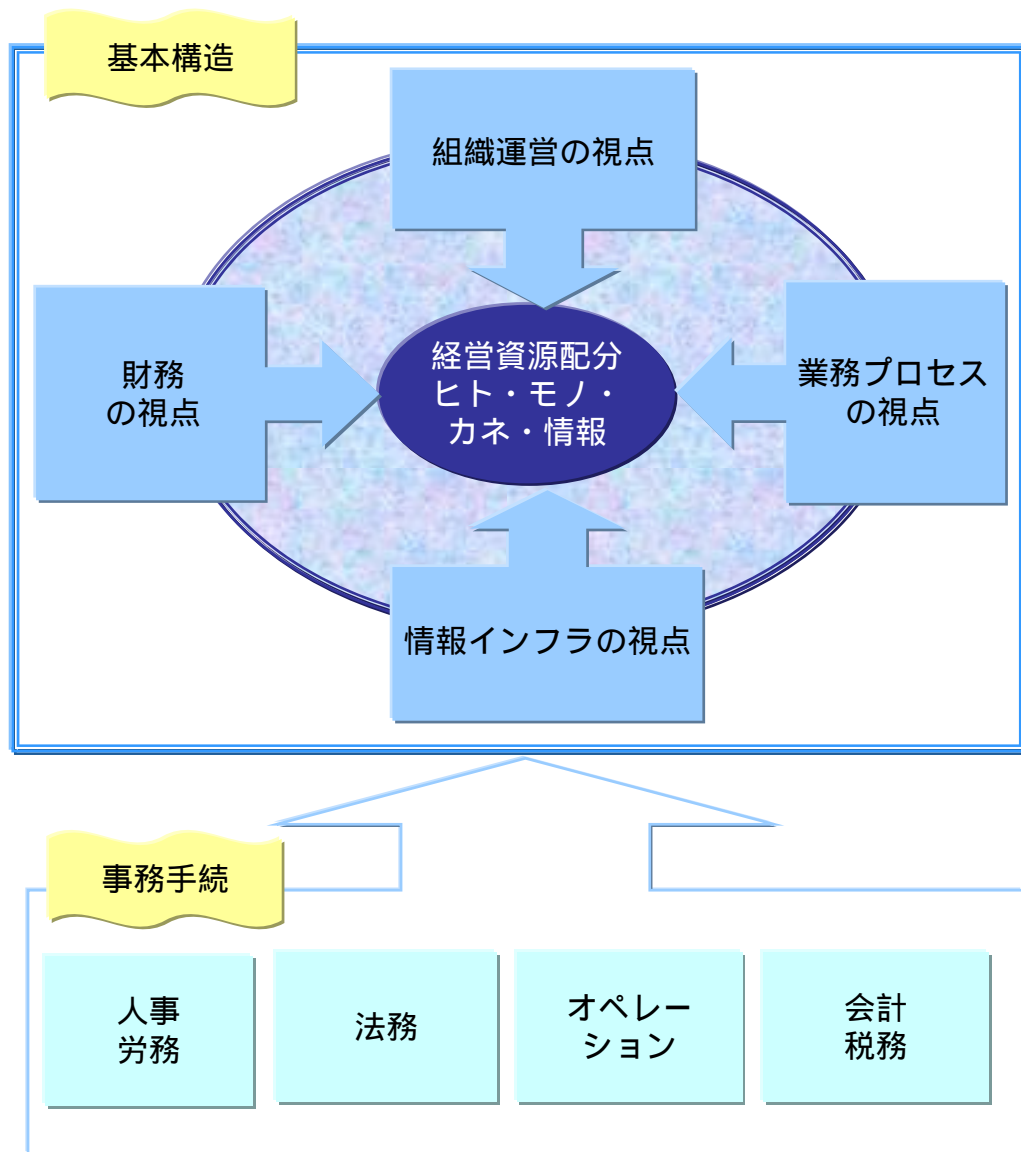 基本構造
組織運営の視点
財務
の視点
経営資源配分
ヒト・モノ・
カネ・情報
業務プロセス
の視点
情報インフラの視点
事務手続
人事
労務
法務
オペレー
ション
会計
税務